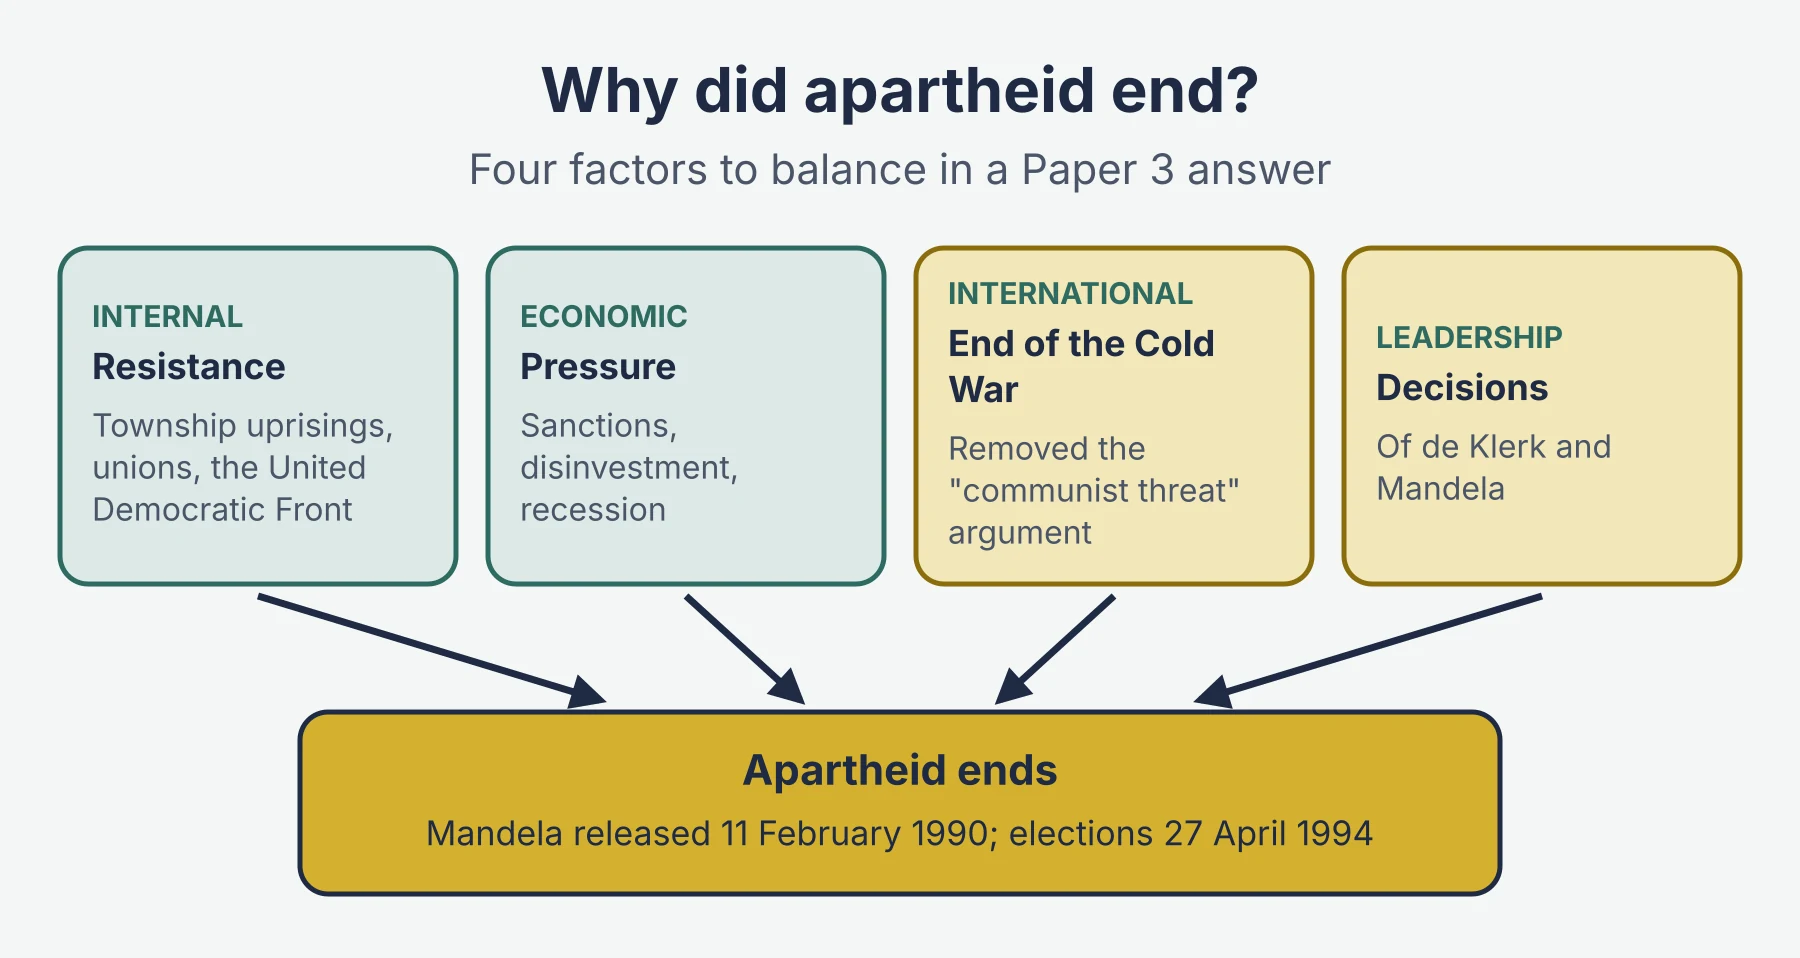 Why did apartheid end?
Four factors to balance in a Paper 3 answer
INTERNAL
Resistance
Township uprisings,
unions, the United
Democratic Front
ECONOMIC
Pressure
Sanctions,
disinvestment,
recession
INTERNATIONAL
End of the Cold
War
Removed the
"communist threat"
argument
LEADERSHIP
Decisions
Of de Klerk and
Mandela
Apartheid ends
Mandela released 11 February 1990; elections 27 April 1994